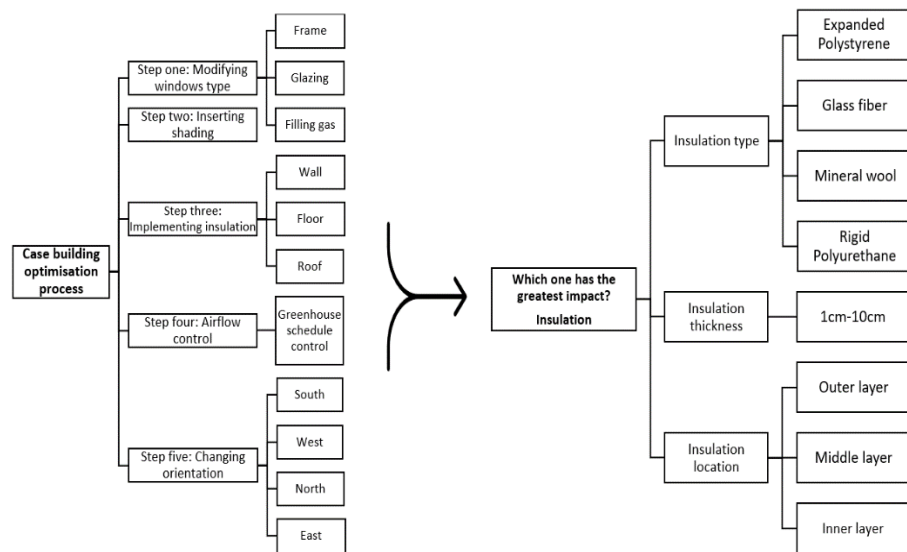 Case building
optimisation
process
Step one: Modifying
windows type
Frame
Glazing
Filling gas
Step two: Inserting
shading
Step three:
Implementing insulation
Wall
Floor
Roof
Step four: Airflow
control
Greenhouse
schedule
control
Step five: Changing
orientation
South
West
North
East
Which one has the
greatest impact?
Insulation
Insulation type
Expanded
Polystyrene
Glass fiber
Mineral wool
Rigid
Polyurethane
Insulation
thickness
1cm-10cm
Insulation
location
Outer layer
Middle layer
Inner layer